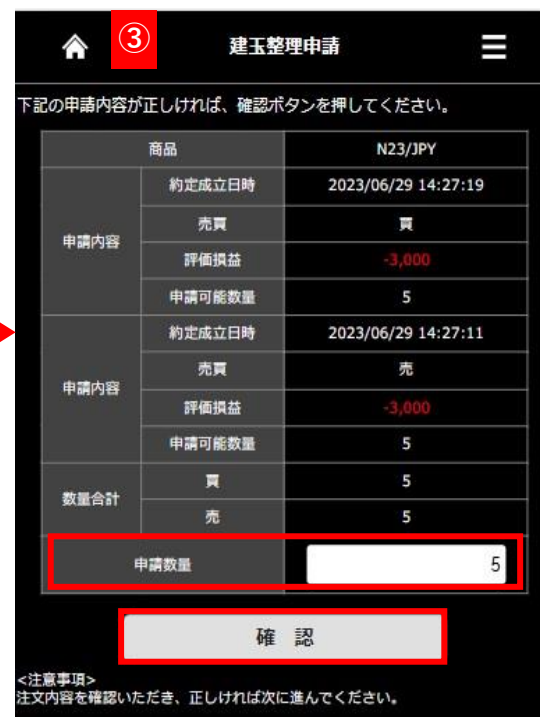 ③
建玉整理申請
下記の申請内容が正しければ、確認ボタンを押してください。
商品 N23/JPY
申請内容
約定成立日時 2023/06/29 14:27:19
売買 買
評価損益 -3,000
申請可能数量 5
申請内容
約定成立日時 2023/06/29 14:27:11
売買 売
評価損益 -3,000
申請可能数量 5
数量合計
買 5
売 5
申請数量 5
確 認
<注意事項>
注文内容を確認いただき、正しければ次に進んでください。